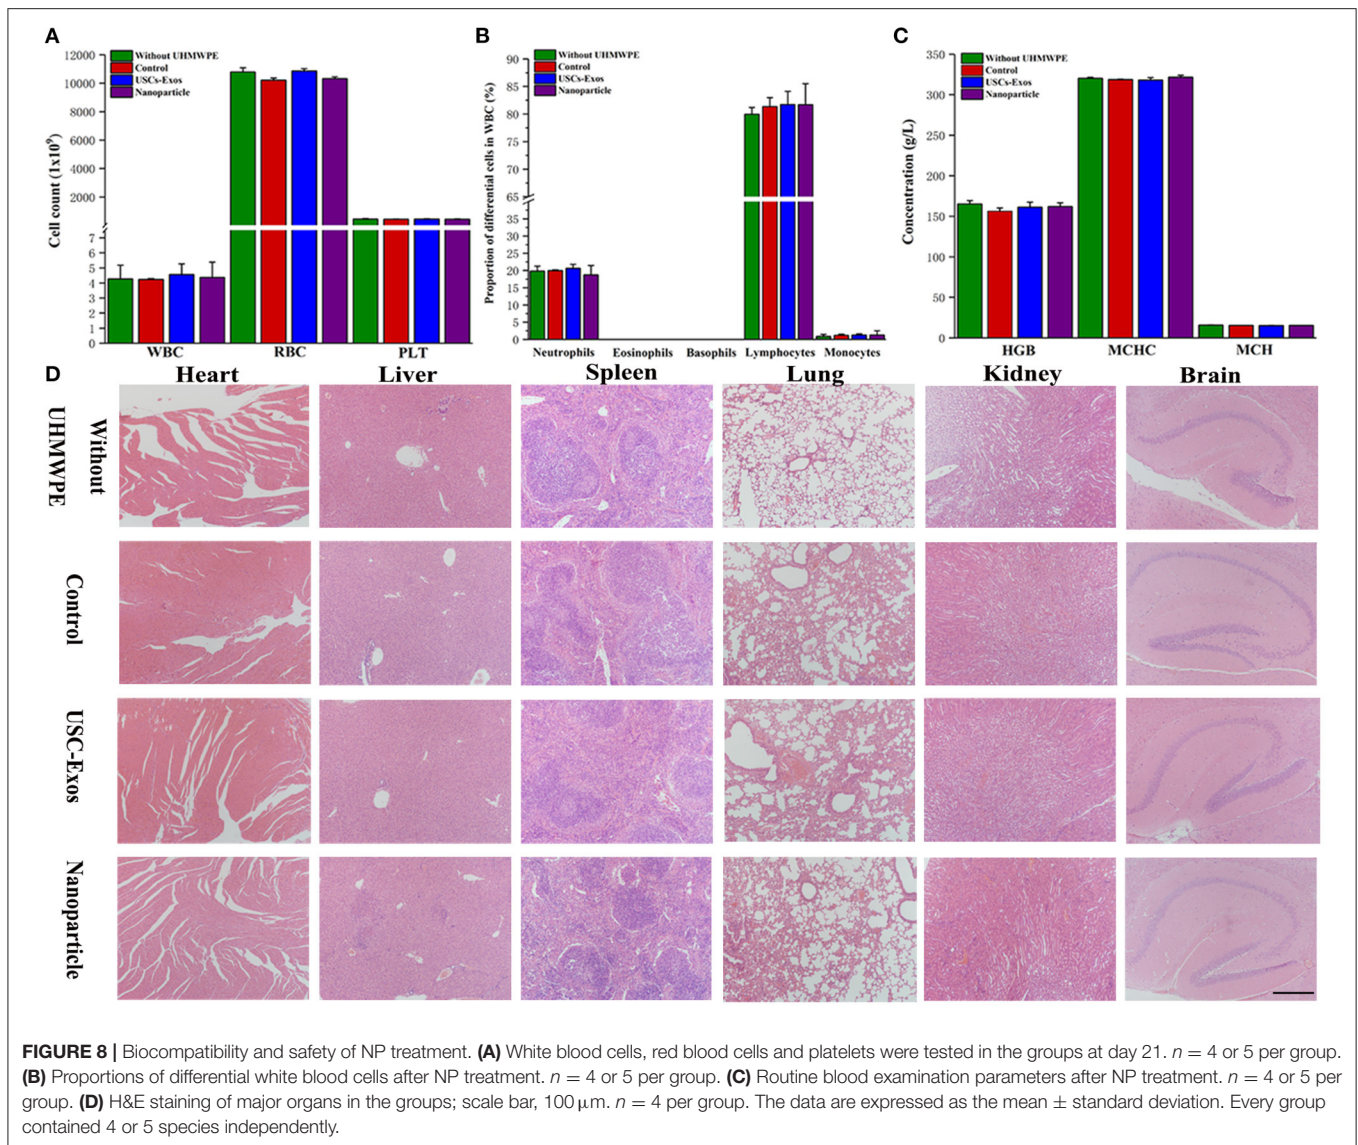 A
Without UHMWPE
Control
USCs-Exos
Nanoparticle
Cell count (1x10⁹)
12000
10000
8000
6000
4000
2000
7
6
5
4
3
2
1
0
WBC RBC PLT
B
Without UHMWPE
Control
USCs-Exos
Nanoparticle
Proportion of differential cells in WBC (%)
90
85
80
75
70
65
35
30
25
20
15
10
5
0
Neutrophils Eosinophils Basophils Lymphocytes Monocytes
C
Without UHMWPE
Control
USCs-Exos
Nanoparticle
Concentration (g/L)
350
300
250
200
150
100
50
0
HGB MCHC MCH
D
Heart Liver Spleen Lung Kidney Brain
Without
UHMWPE
Control
USC-Exos
Nanoparticle
FIGURE 8 | Biocompatibility and safety of NP treatment. (A) White blood cells, red blood cells and platelets were tested in the groups at day 21. n = 4 or 5 per group.
(B) Proportions of differential white blood cells after NP treatment. n = 4 or 5 per group. (C) Routine blood examination parameters after NP treatment. n = 4 or 5 per
group. (D) H&E staining of major organs in the groups; scale bar, 100 μm. n = 4 per group. The data are expressed as the mean ± standard deviation. Every group
contained 4 or 5 species independently.